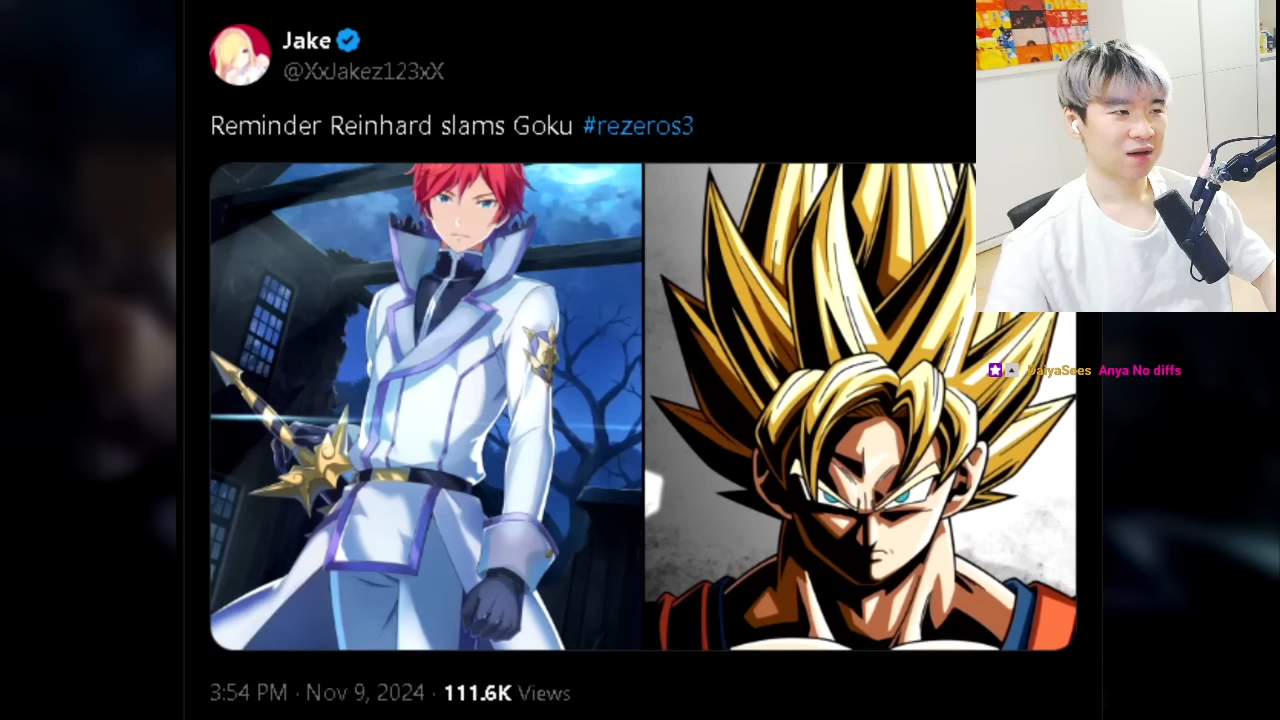 Jake
@XxJakez123xX
Reminder Reinhard slams Goku #rezeros3
DaiyaSees Anya No diffs
3:54 PM · Nov 9, 2024 · 111.6K Views